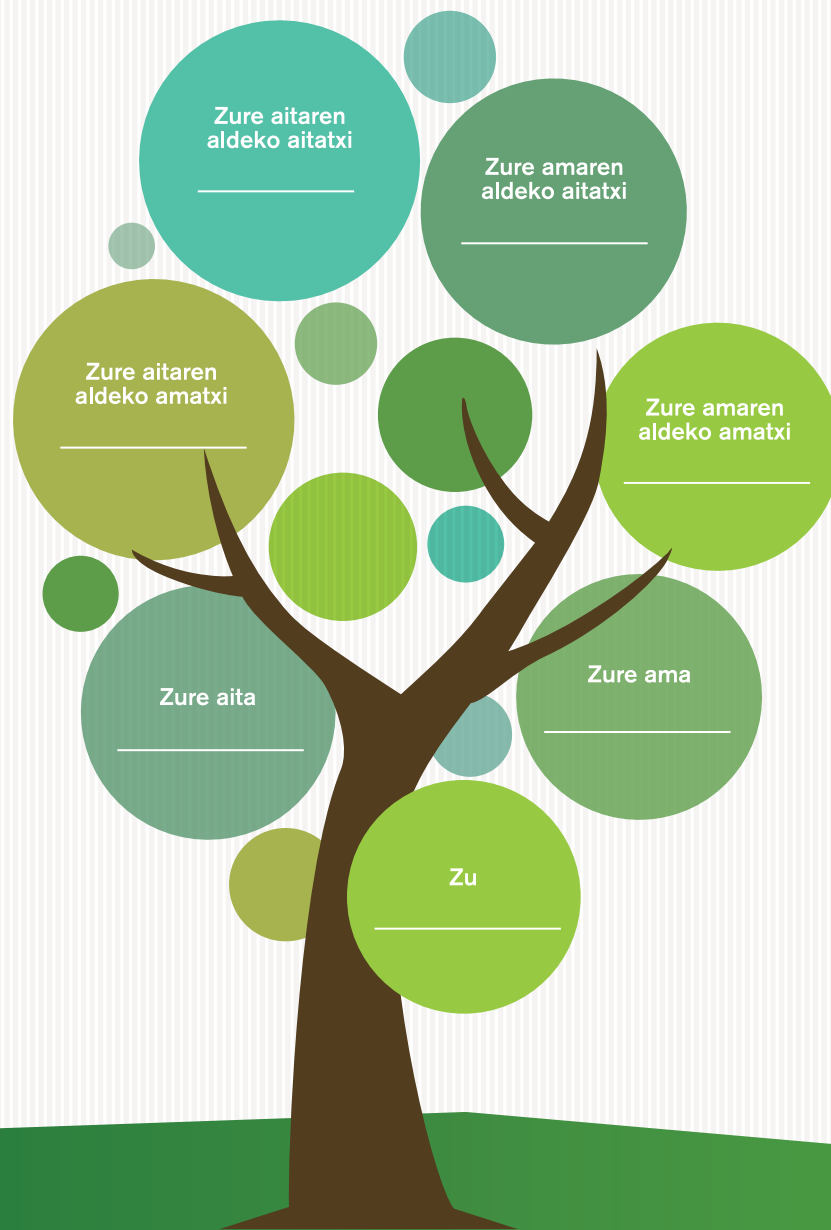 Zure aitaren
aldeko aitatxi
Zure amaren
aldeko aitatxi
Zure aitaren
aldeko amatxi
Zure amaren
aldeko amatxi
Zure aita
Zure ama
Zu